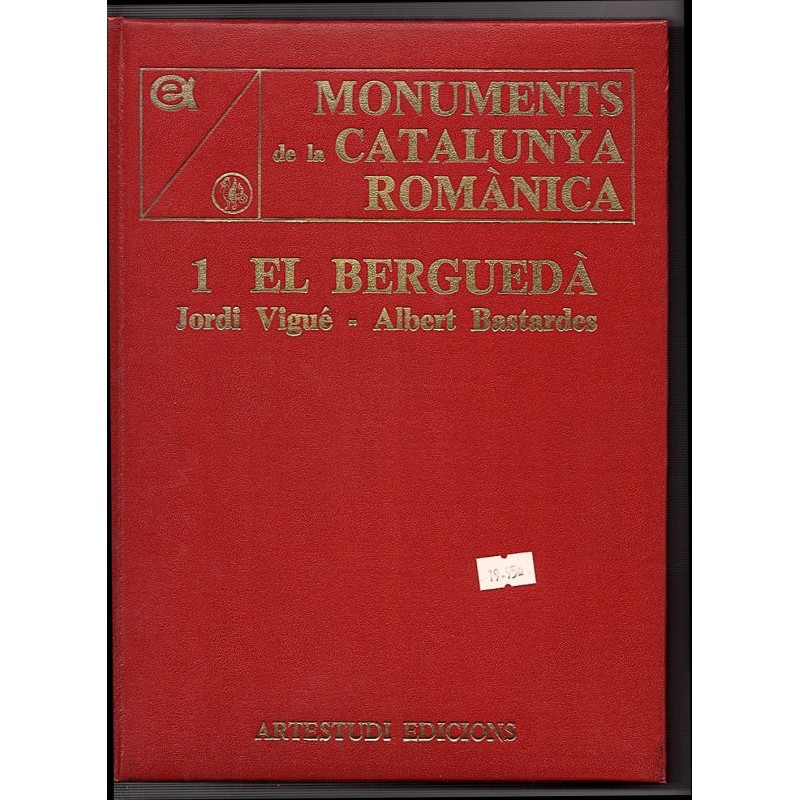 MONUMENTS
de la CATALUNYA
ROMÀNICA
1 EL BERGUEDÀ
Jordi Vigué - Albert Bastardes
ARTESTUDI EDICIONS